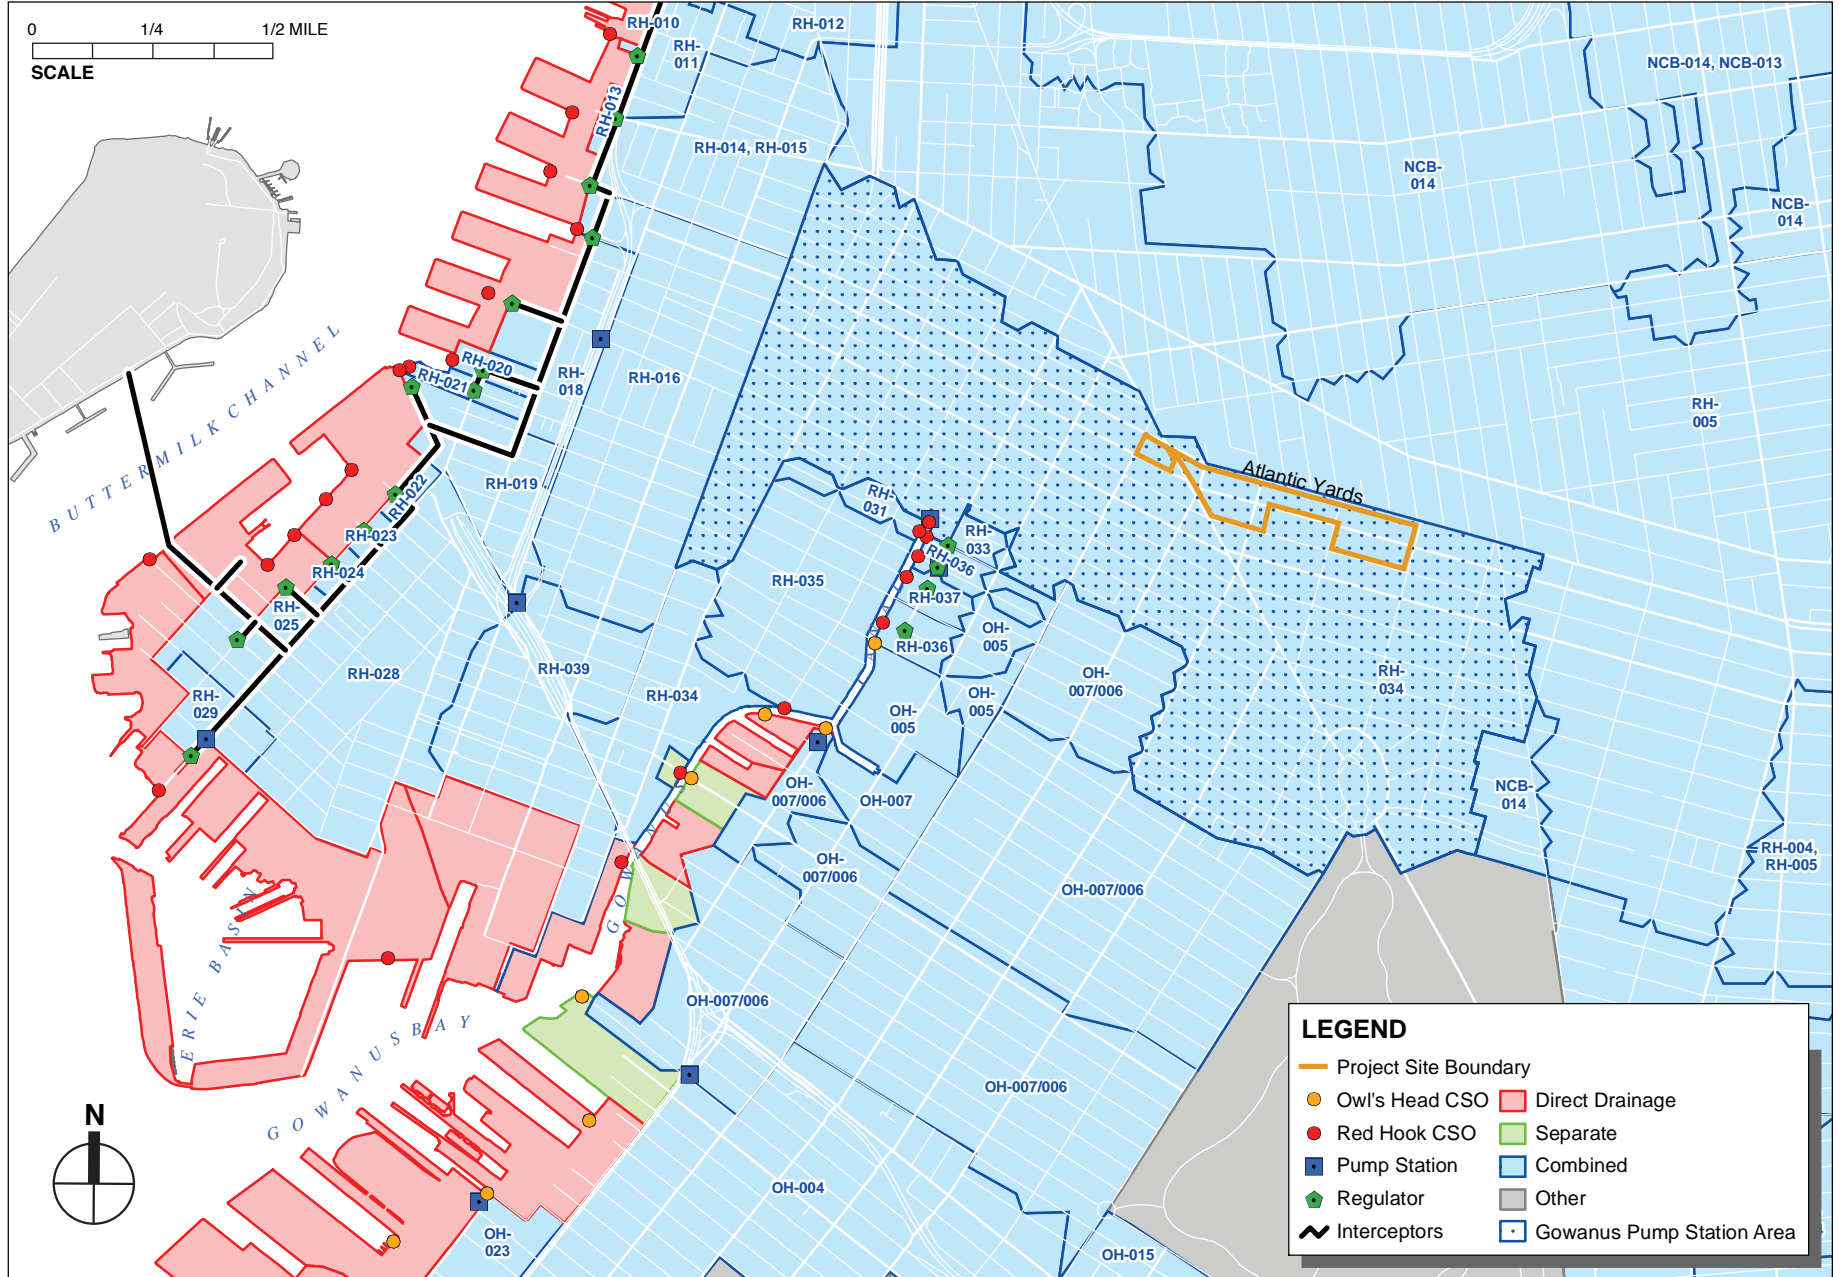 0 1/4 1/2 MILE
SCALE
RH-010
RH-
011
RH-012
RH-013
RH-014, RH-015
NCB-014, NCB-013
NCB-
014
NCB-
014
BUTTERMILK CHANNEL
RH-020
RH-021
RH-
018
RH-016
RH-
005
Atlantic Yards
RH-019
RH-022
RH-023
RH-024
RH-
025
RH-
031
RH-
033
RH-036
RH-035
RH-037
RH-036
OH-
005
RH-028
RH-039
RH-034
RH-
029
OH-
005
OH-
005
OH-
007/006
RH-
034
OH-
007/006
OH-007
NCB-
014
OH-
007/006
OH-007/006
RH-004,
RH-005
GOWANUS CANAL
ERIE BASIN
GOWANUS BAY
OH-007/006
OH-007/006
OH-004
OH-
023
OH-015
N
LEGEND
Project Site Boundary
Owl's Head CSO
Direct Drainage
Red Hook CSO
Separate
Pump Station
Combined
Regulator
Other
Interceptors
Gowanus Pump Station Area